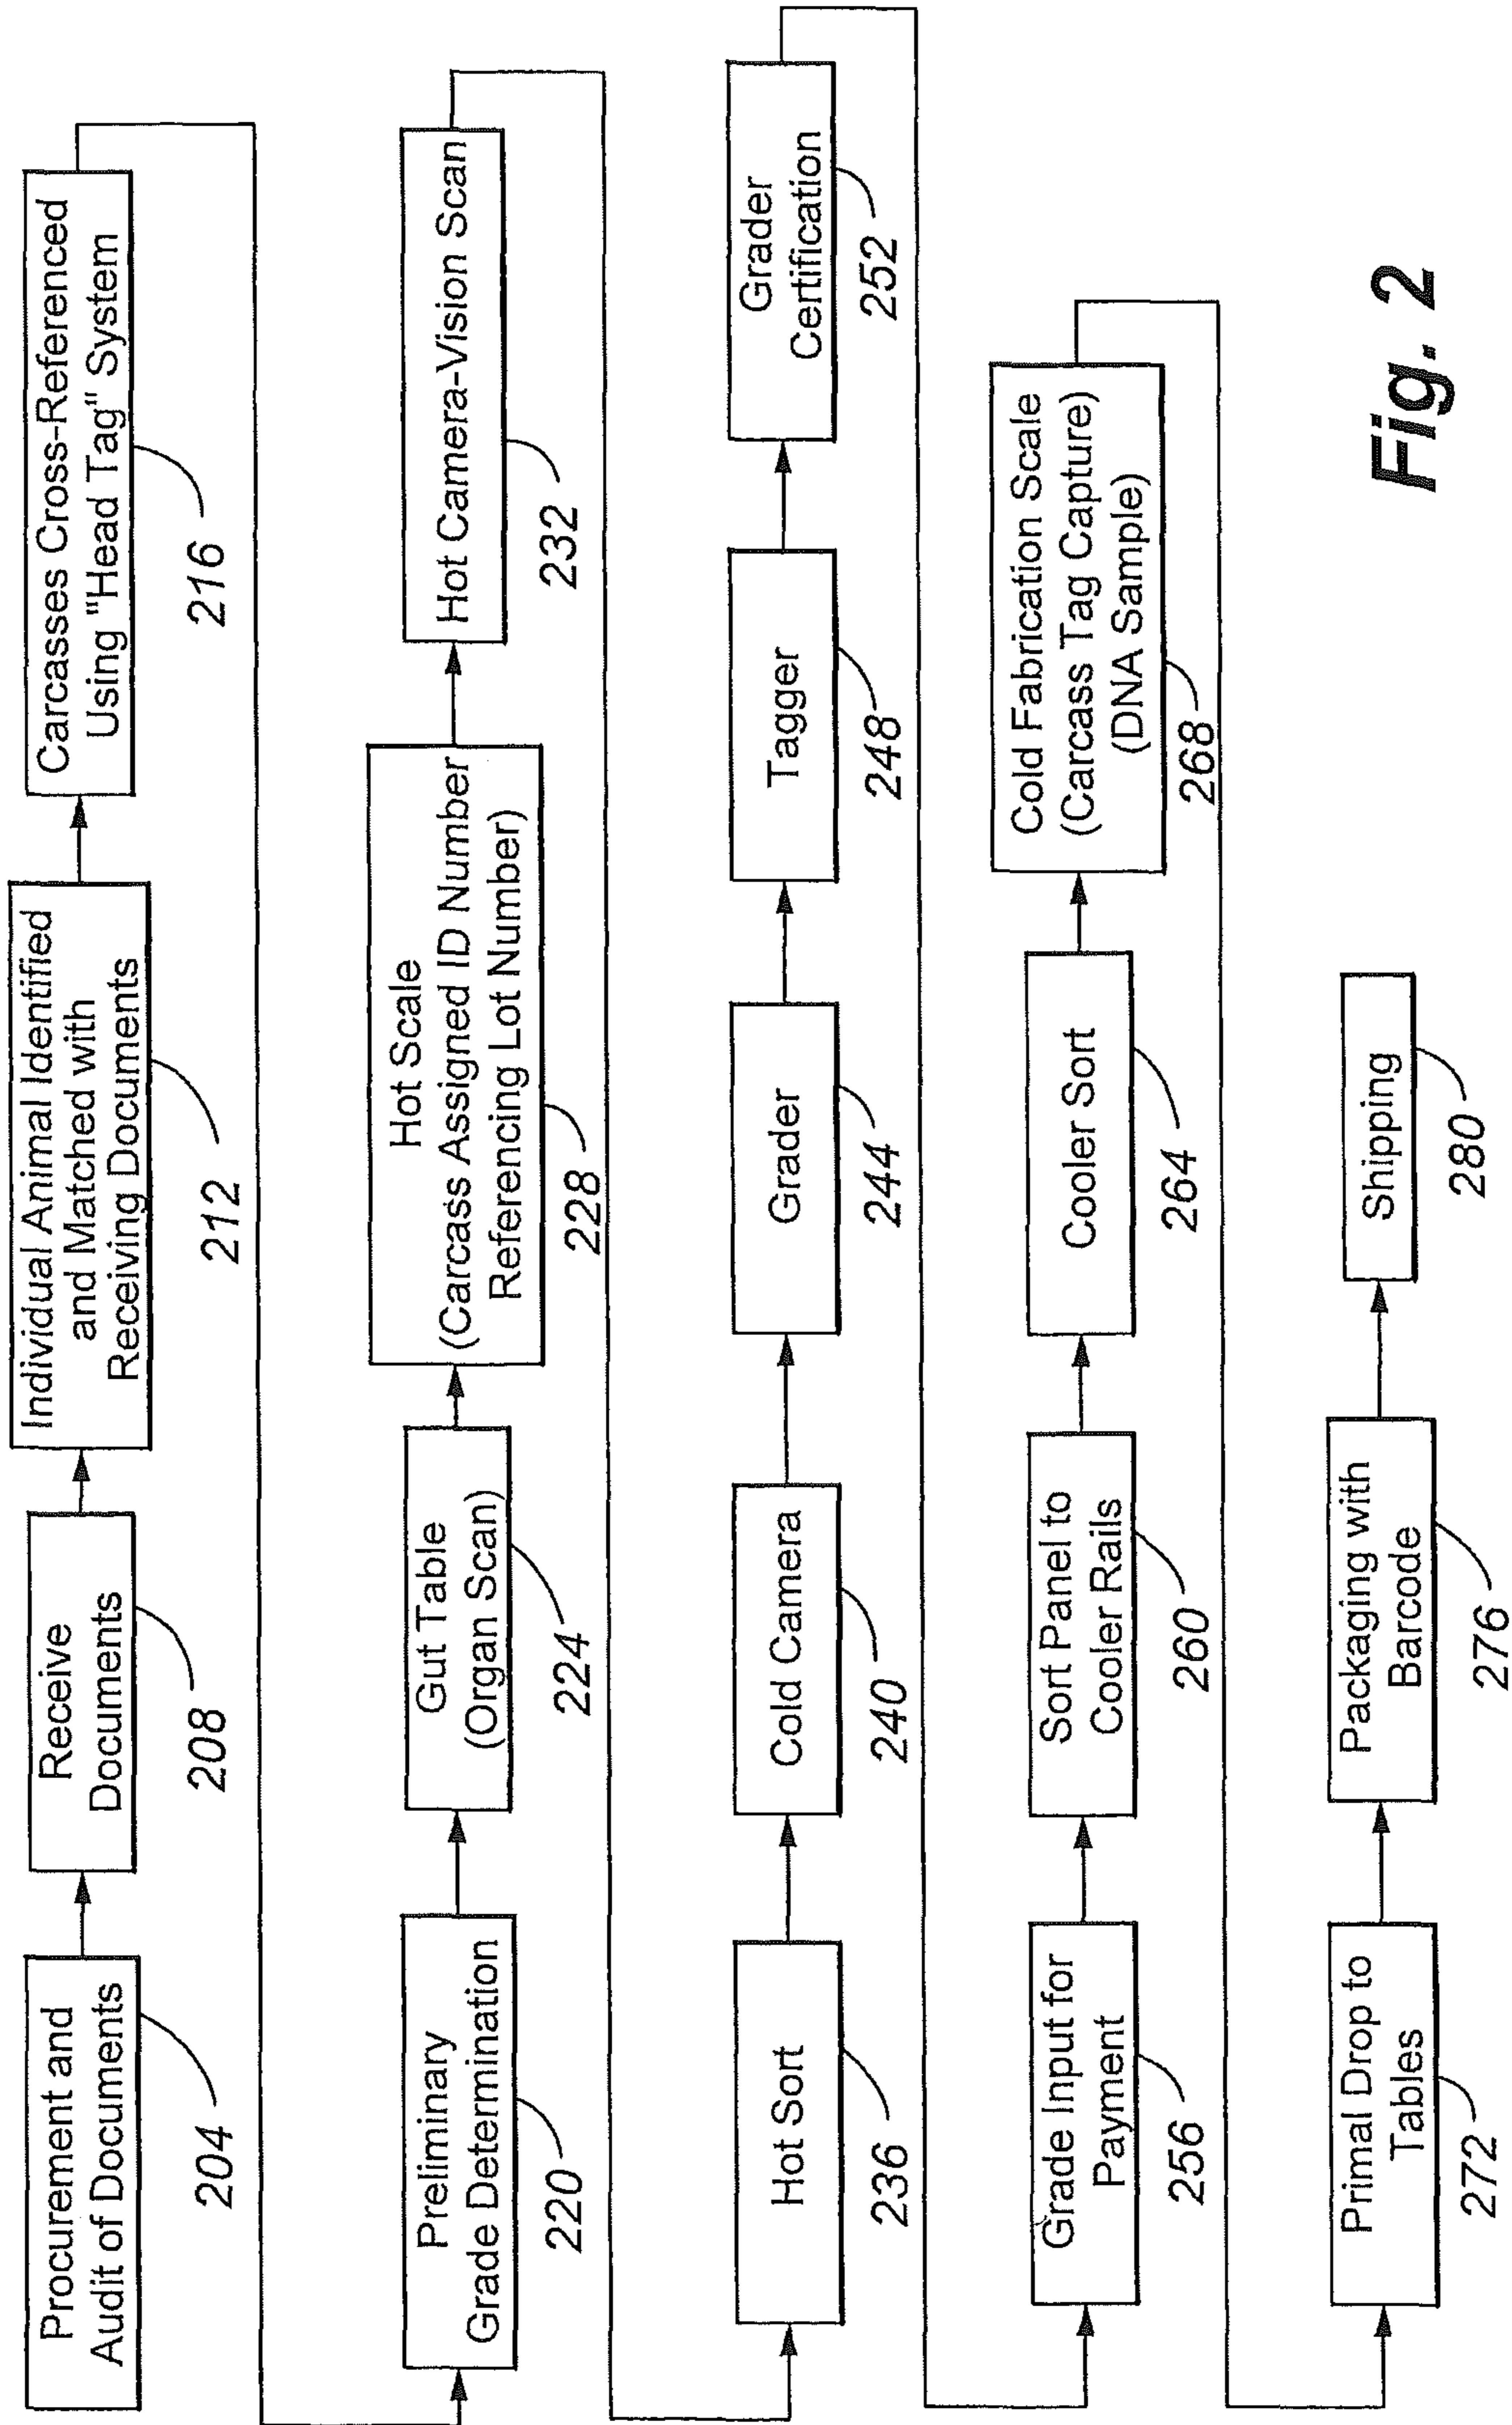 Procurement and
Audit of Documents
204
Receive
Documents
208
Individual Animal Identified
and Matched with
Receiving Documents
212
Carcasses Cross-Referenced
Using "Head Tag" System
216
Preliminary
Grade Determination
220
Gut Table
(Organ Scan)
224
Hot Scale
(Carcass Assigned ID Number
Referencing Lot Number)
228
Hot Camera-Vision Scan
232
Hot Sort
236
Cold Camera
240
Grader
244
Tagger
248
Grader
Certification
252
Grade Input for
Payment
256
Sort Panel to
Cooler Rails
260
Cooler Sort
264
Cold Fabrication Scale
(Carcass Tag Capture)
(DNA Sample)
268
Primal Drop to
Tables
272
Packaging with
Barcode
276
Shipping
280
Fig. 2